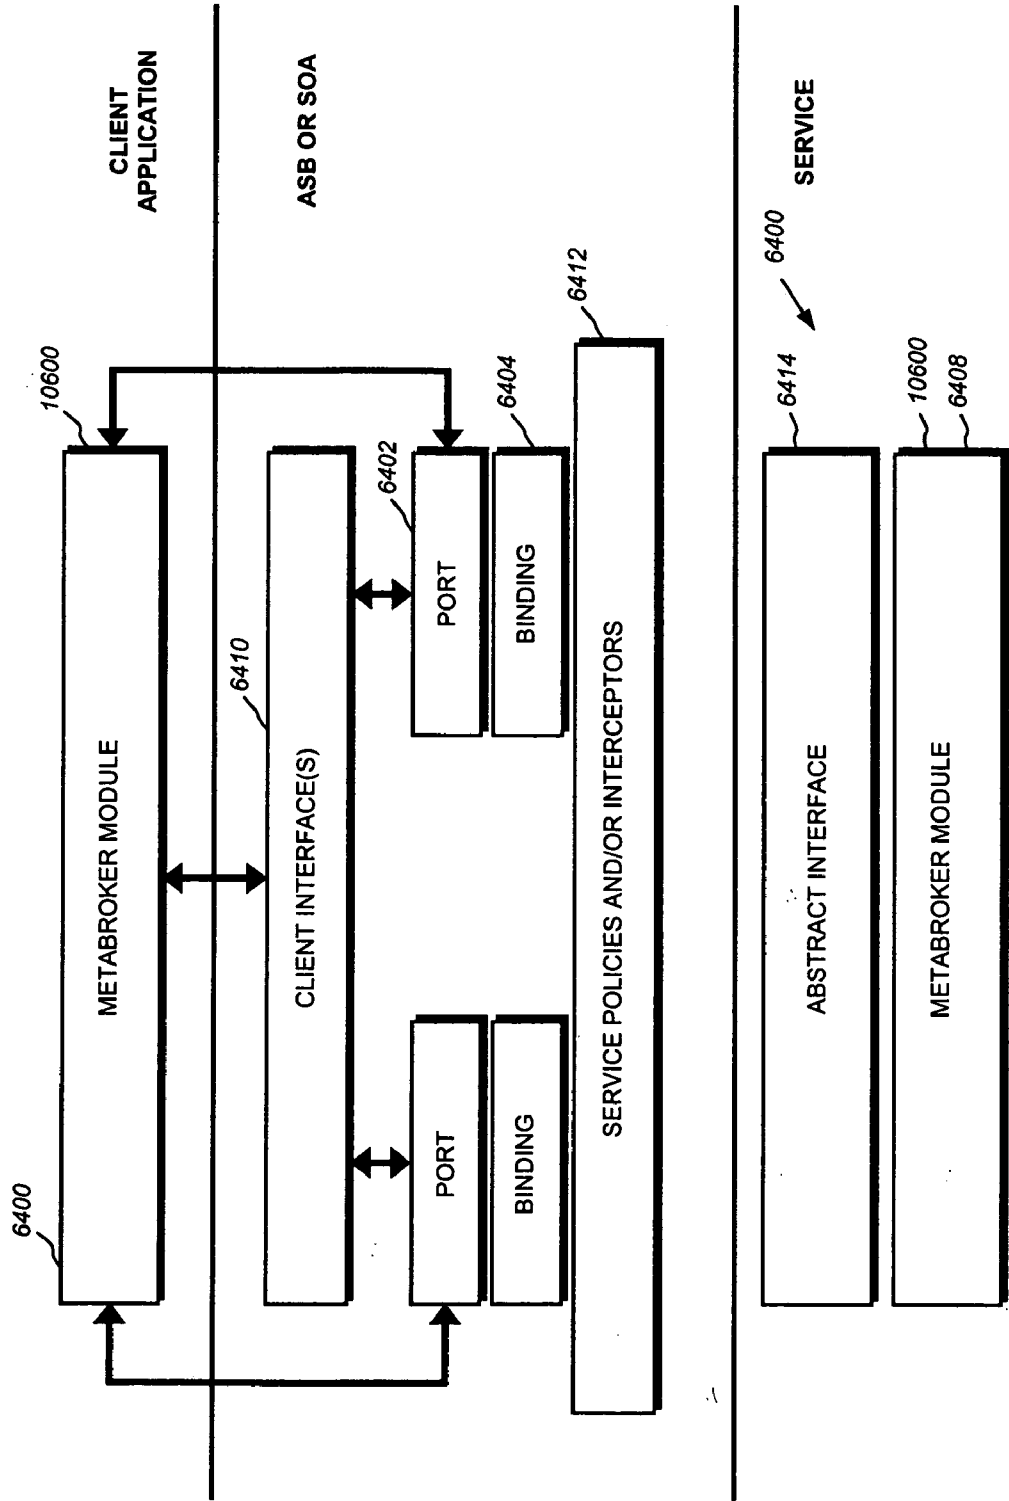 CLIENT
APPLICATION
6400
METABROKER MODULE
10600
ASB OR SOA
6410
CLIENT INTERFACE(S)
6402
PORT
PORT
BINDING
BINDING
6404
SERVICE POLICIES AND/OR INTERCEPTORS
6412
SERVICE
6400
ABSTRACT INTERFACE
6414
METABROKER MODULE
10600
6408